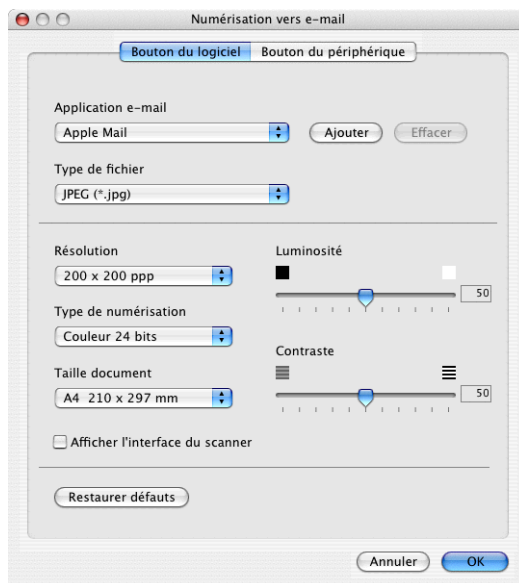 Numérisation vers e-mail
Bouton du logiciel Bouton du périphérique
Application e-mail
Apple Mail Ajouter Effacer
Type de fichier
JPEG (*.jpg)
Résolution Luminosité
200 x 200 ppp
50
Type de numérisation
Couleur 24 bits
Contraste
Taille document
A4 210 x 297 mm 50
Afficher l'interface du scanner
Restaurer défauts
Annuler OK